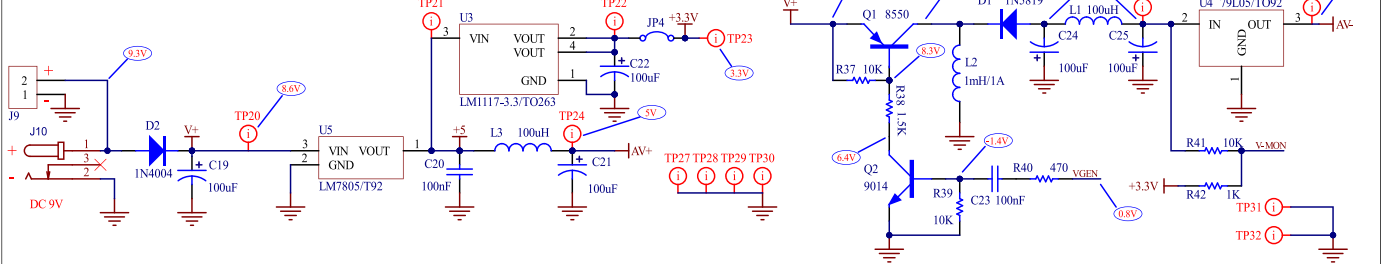 TP21
U3
3
VIN
VOUT
2
VOUT
4
GND
1
LM1117-3.3/TO263
TP22
JP4
+3.3V
TP23
3.3V
C22
100uF
9.3V
J9
2
1
+
-
J10
+
-
1
3
2
DC 9V
D2
1N4004
V+
C19
100uF
TP20
8.6V
U5
3
VIN VOUT
1
2
GND
LM7805/T92
+5
C20
100nF
L3
100uH
TP24
5V
C21
100uF
AV+
TP27 TP28 TP29 TP30
V+
Q1 8550
R37 10K
8.3V
R38 1.5K
6.4V
Q2
9014
L2
1mH/1A
D1
1N5819
C24
100uF
L1 100uH
C25
100uF
U4 79L05/TO92
2
IN
OUT
3
GND
1
AV-
-1.4V
R39
10K
C23 100nF
R40 470
VGEN
0.8V
R41 10K
V-MON
+3.3V
R42 1K
TP31
TP32